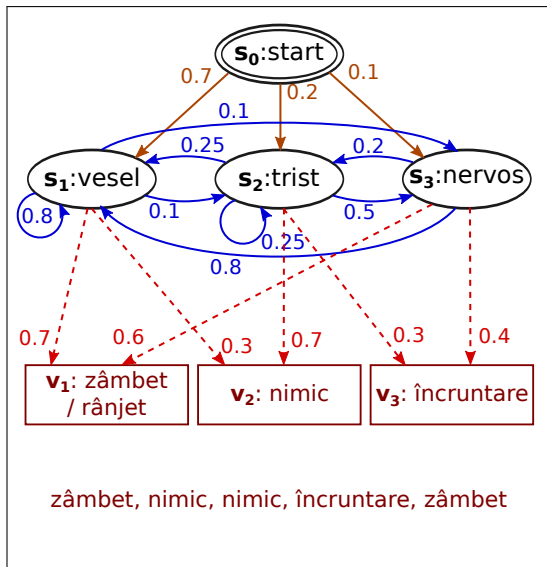 s0:start
0.7
0.2
0.1
0.1
0.25
0.2
s1:vesel
s2:trist
s3:nervos
0.8
0.1
0.25
0.5
0.8
0.7
0.6
0.3
0.7
0.3
0.4
v1: zâmbet
/ rânjet
v2: nimic
v3: încruntare
zâmbet, nimic, nimic, încruntare, zâmbet